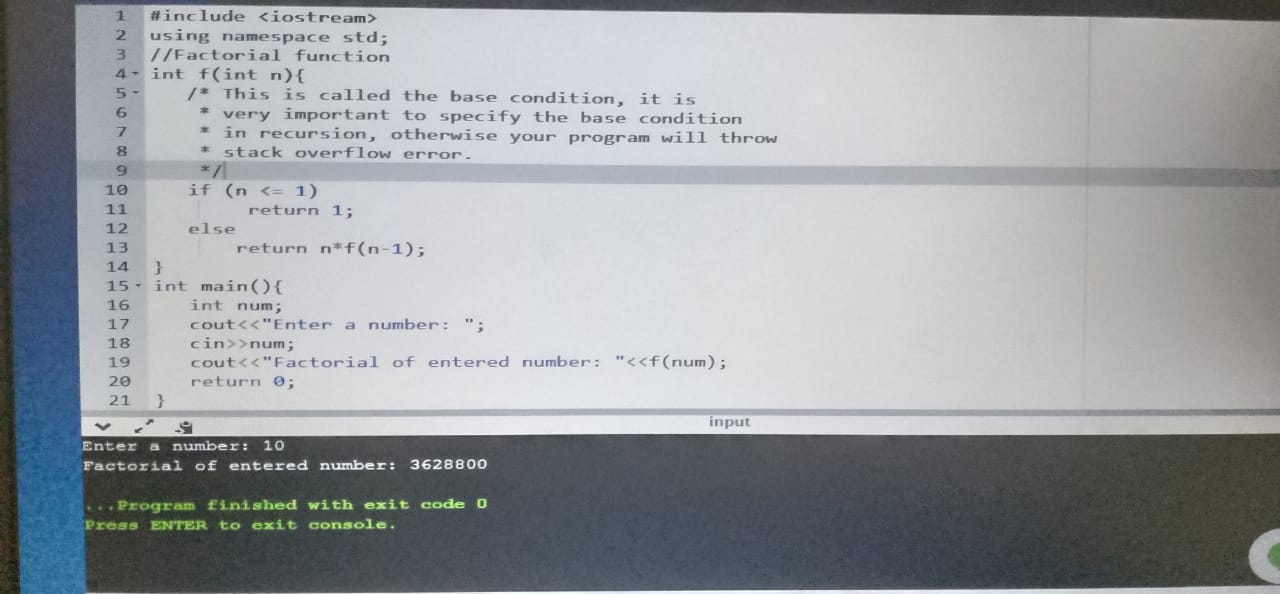 1 #include <iostream>
2 using namespace std;
3 //Factorial function
4 int f(int n){
5 /* This is called the base condition, it is
6 * very important to specify the base condition
7 * in recursion, otherwise your program will throw
8 * stack overflow error.
9 */
10 if (n <= 1)
11 return 1;
12 else
13 return n*f(n-1);
14 }
15 int main(){
16 int num;
17 cout<<"Enter a number: ";
18 cin>>num;
19 cout<<"Factorial of entered number: "<<f(num);
20 return 0;
21 }
input
Enter a number: 10
Factorial of entered number: 3628800
...Program finished with exit code 0
Press ENTER to exit console.